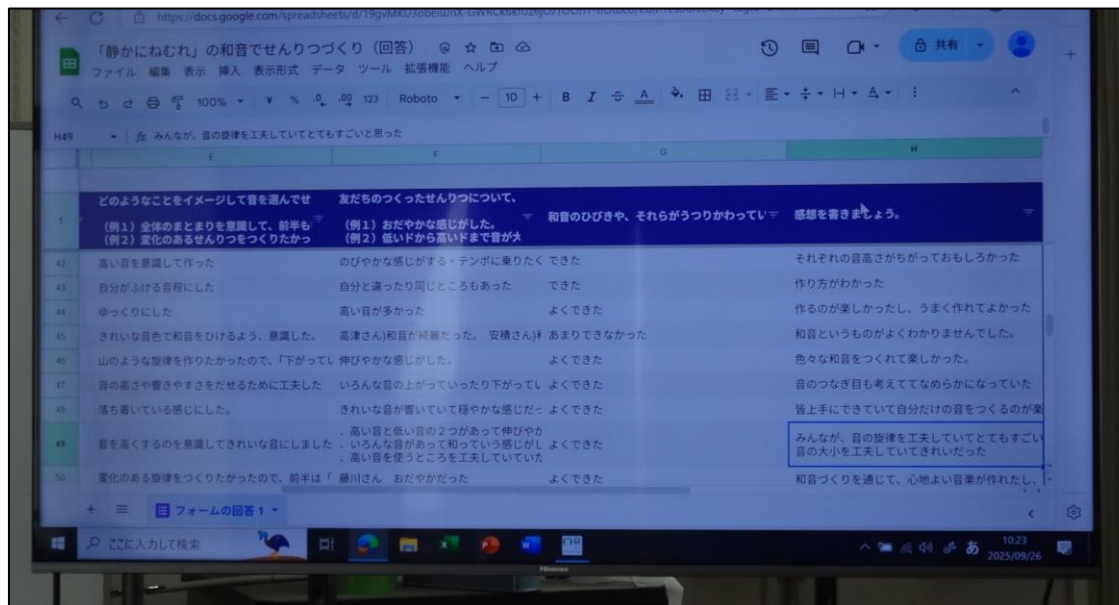 「静かにねむれ」の和音でせんりつづくり（回答）
共有
ファイル 編集 表示 挿入 表示形式 データ ツール 拡張機能 ヘルプ
100% ¥ % .0 .00 123 Roboto − 10 + B I A
H49 fx みんなが、音の旋律を工夫していてとてもすごいと思った
E F G H
1
どのようなことをイメージして音を選んでせ
（例１）全体のまとまりを意識して、前半も
（例２）変化のあるせんりつをつくりたかっ
友だちのつくったせんりつについて、
（例１）おだやかな感じがした。
（例２）低いドから高いドまで音が
和音のひびきや、それらがうつりかわってい
感想を書きましょう。
42 高い音を意識して作った のびやかな感じがする・テンポに乗りたく できた それぞれの音高さがちがっておもしろかった
43 自分がふける音程にした 自分と違ったり同じところもあった できた 作り方がわかった
44 ゆっくりにした 高い音が多かった よくできた 作るのが楽しかったし、うまく作れてよかった
45 きれいな音色で和音をひけるよう、意識した。 高津さん)和音が綺麗だった。 安積さん) あまりできなかった 和音というものがよくわかりませんでした。
46 山のような旋律を作りたかったので、「下がってい 伸びやかな感じがした。 よくできた 色々な和音をつくれて楽しかった。
47 音の高さや響きやすさをだせるために工夫した いろんな音の上がっていったり下がってい よくできた 音のつなぎ目も考えててなめらかになっていた
48 落ち着いている感じにした。 きれいな音が響いていて穏やかな感じだっ よくできた 皆上手にできていて自分だけの音をつくるのが楽
49 音を高くするのを意識してきれいな音にしました
．高い音と低い音の２つがあって伸びやか
．いろんな音があって和っていう感じがし
．高い音を使うところを工夫していていた
よくできた
みんなが、音の旋律を工夫していてとてもすごい
音の大小を工夫していてきれいだった
50 変化のある旋律をつくりたかったので、前半は「 藤川さん おだやかだった よくできた 和音づくりを通じて、心地よい音楽が作れたし、
フォームの回答 1
ここに入力して検索
あ
10:23
2025/09/26
Hisense